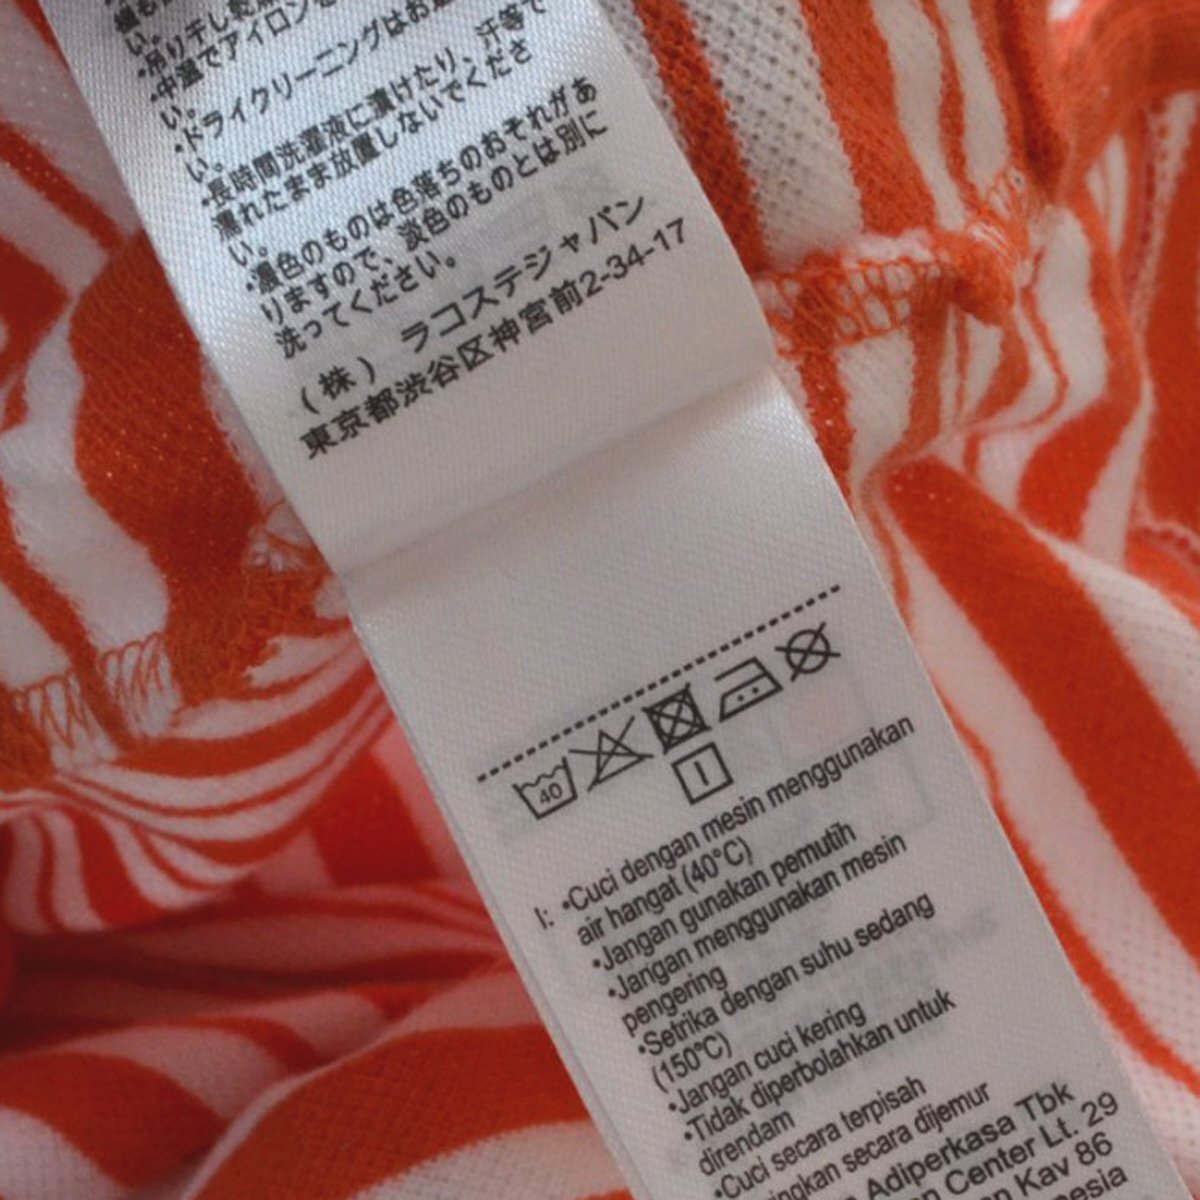 い。
•吊り干し乾燥
•中温でアイロンを
い。
•ドライクリーニングはお避
い。
•長時間洗濯液に漬けたり、汗等で
濡れたまま放置しないでくださ
い。
•濃色のものは色落ちのおそれがあ
りますので、淡色のものとは別に
洗ってください。
(株) ラコステジャパン
東京都渋谷区神宮前2-34-17
40
I
I: •Cuci dengan mesin menggunakan
air hangat (40°C)
•Jangan gunakan pemutih
•Jangan menggunakan mesin
pengering
•Setrika dengan suhu sedang
(150°C)
•Jangan cuci kering
•Tidak diperbolahkan untuk
direndam
•Cuci secara terpisah
ringkan secara dijemur
Adiperkasa Tbk
Center Lt. 29
Kav 86